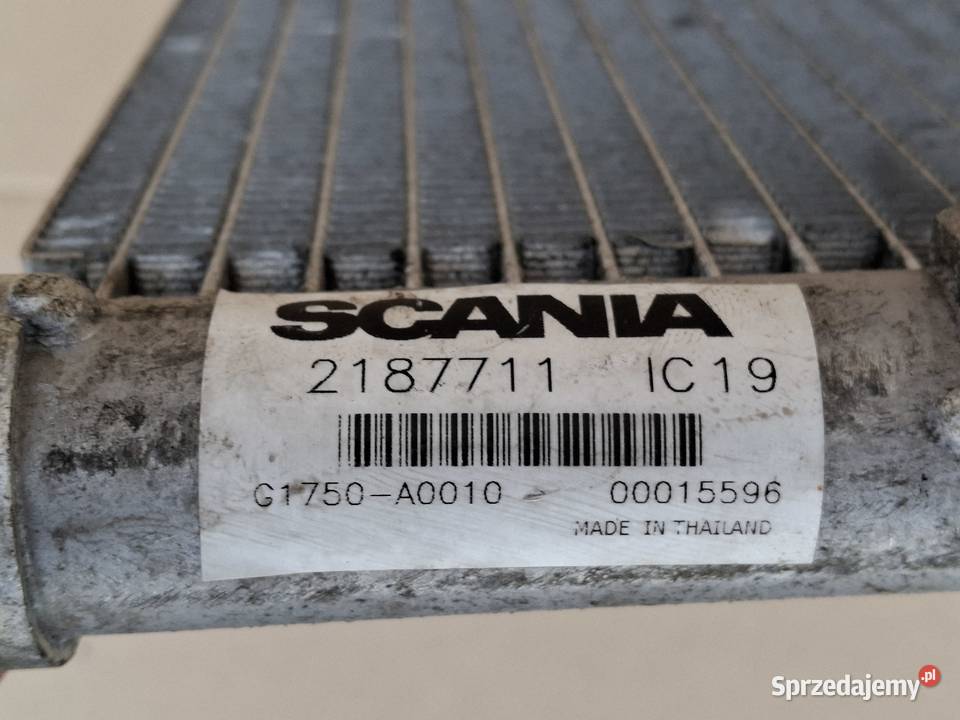 SCANIA
2187711 IC19
G1750-A0010 00015596
MADE IN THAILAND
Sprzedajemy.pl